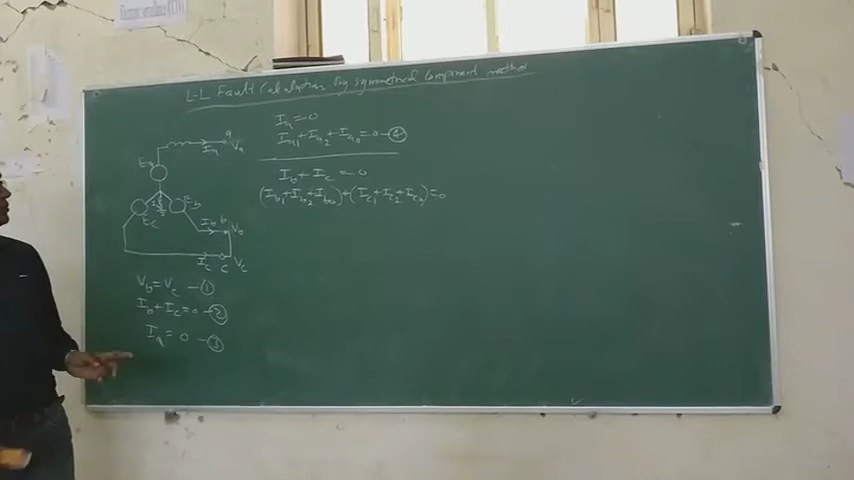 L-L Fault Calculation By symmetrical component method
Ia = 0
Ia1 + Ia2 + Ia0 = 0 — 4
Ib + Ic = 0
(Ib1 + Ib2 + Ib0) + (Ic1 + Ic2 + Ic0) = 0
a
Ia
Va
Ea
Eb
Ec
Ib b Vb
Ic c Vc
Vb = Vc — 1
Ib + Ic = 0 — 2
Ia = 0 — 3